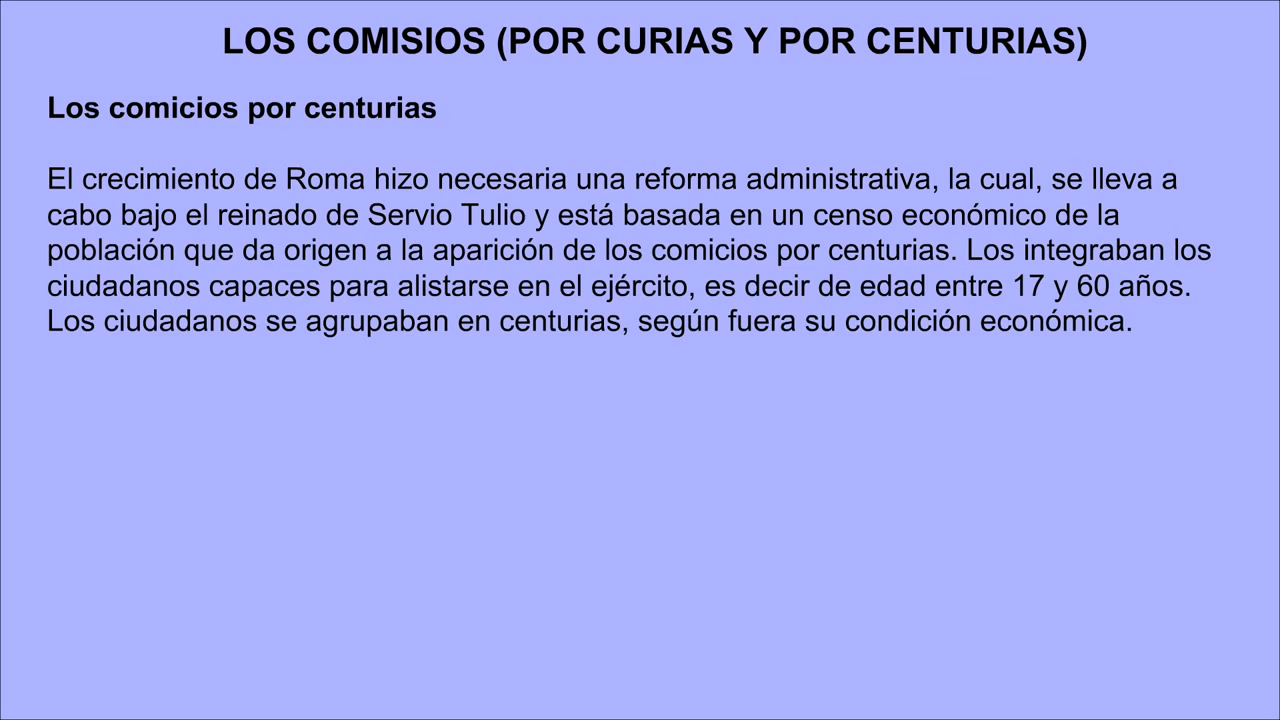 LOS COMISIOS (POR CURIAS Y POR CENTURIAS)
Los comicios por centurias
El crecimiento de Roma hizo necesaria una reforma administrativa, la cual, se lleva a
cabo bajo el reinado de Servio Tulio y está basada en un censo económico de la
población que da origen a la aparición de los comicios por centurias. Los integraban los
ciudadanos capaces para alistarse en el ejército, es decir de edad entre 17 y 60 años.
Los ciudadanos se agrupaban en centurias, según fuera su condición económica.